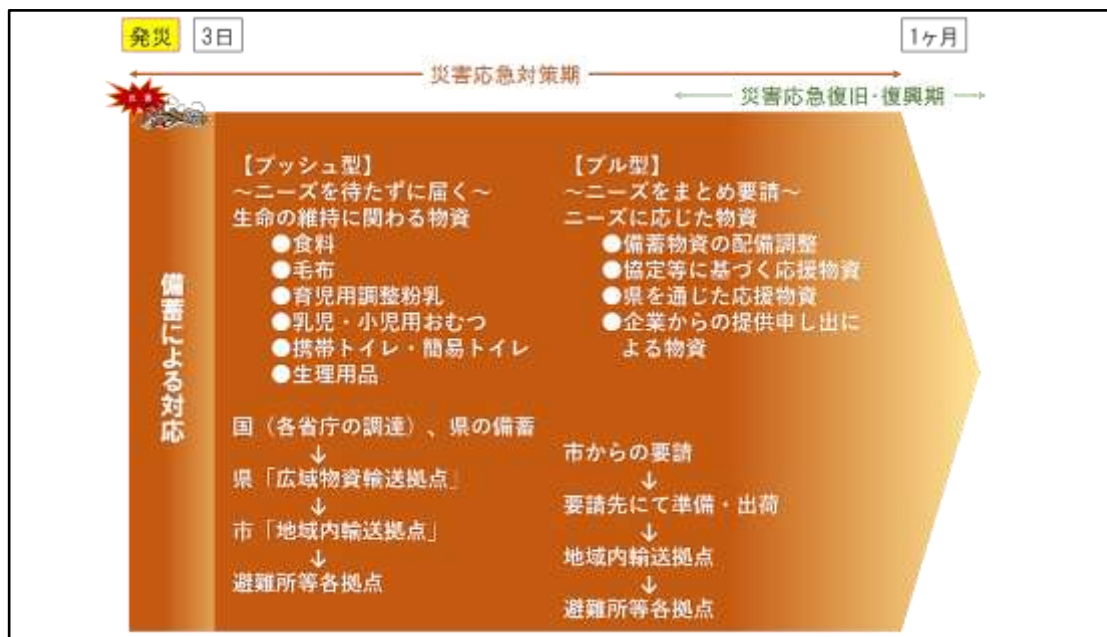 発災
3日
1ヶ月
災害応急対策期
災害応急復旧・復興期
備蓄による対応
【プッシュ型】
～ニーズを待たずに届く～
生命の維持に関わる物資
●食料
●毛布
●育児用調整粉乳
●乳児・小児用おむつ
●携帯トイレ・簡易トイレ
●生理用品
国（各省庁の調達）、県の備蓄
↓
県「広域物資輸送拠点」
↓
市「地域内輸送拠点」
↓
避難所等各拠点
【プル型】
～ニーズをまとめ要請～
ニーズに応じた物資
●備蓄物資の配備調整
●協定等に基づく応援物資
●県を通じた応援物資
●企業からの提供申し出に
よる物資
市からの要請
↓
要請先にて準備・出荷
↓
地域内輸送拠点
↓
避難所等各拠点